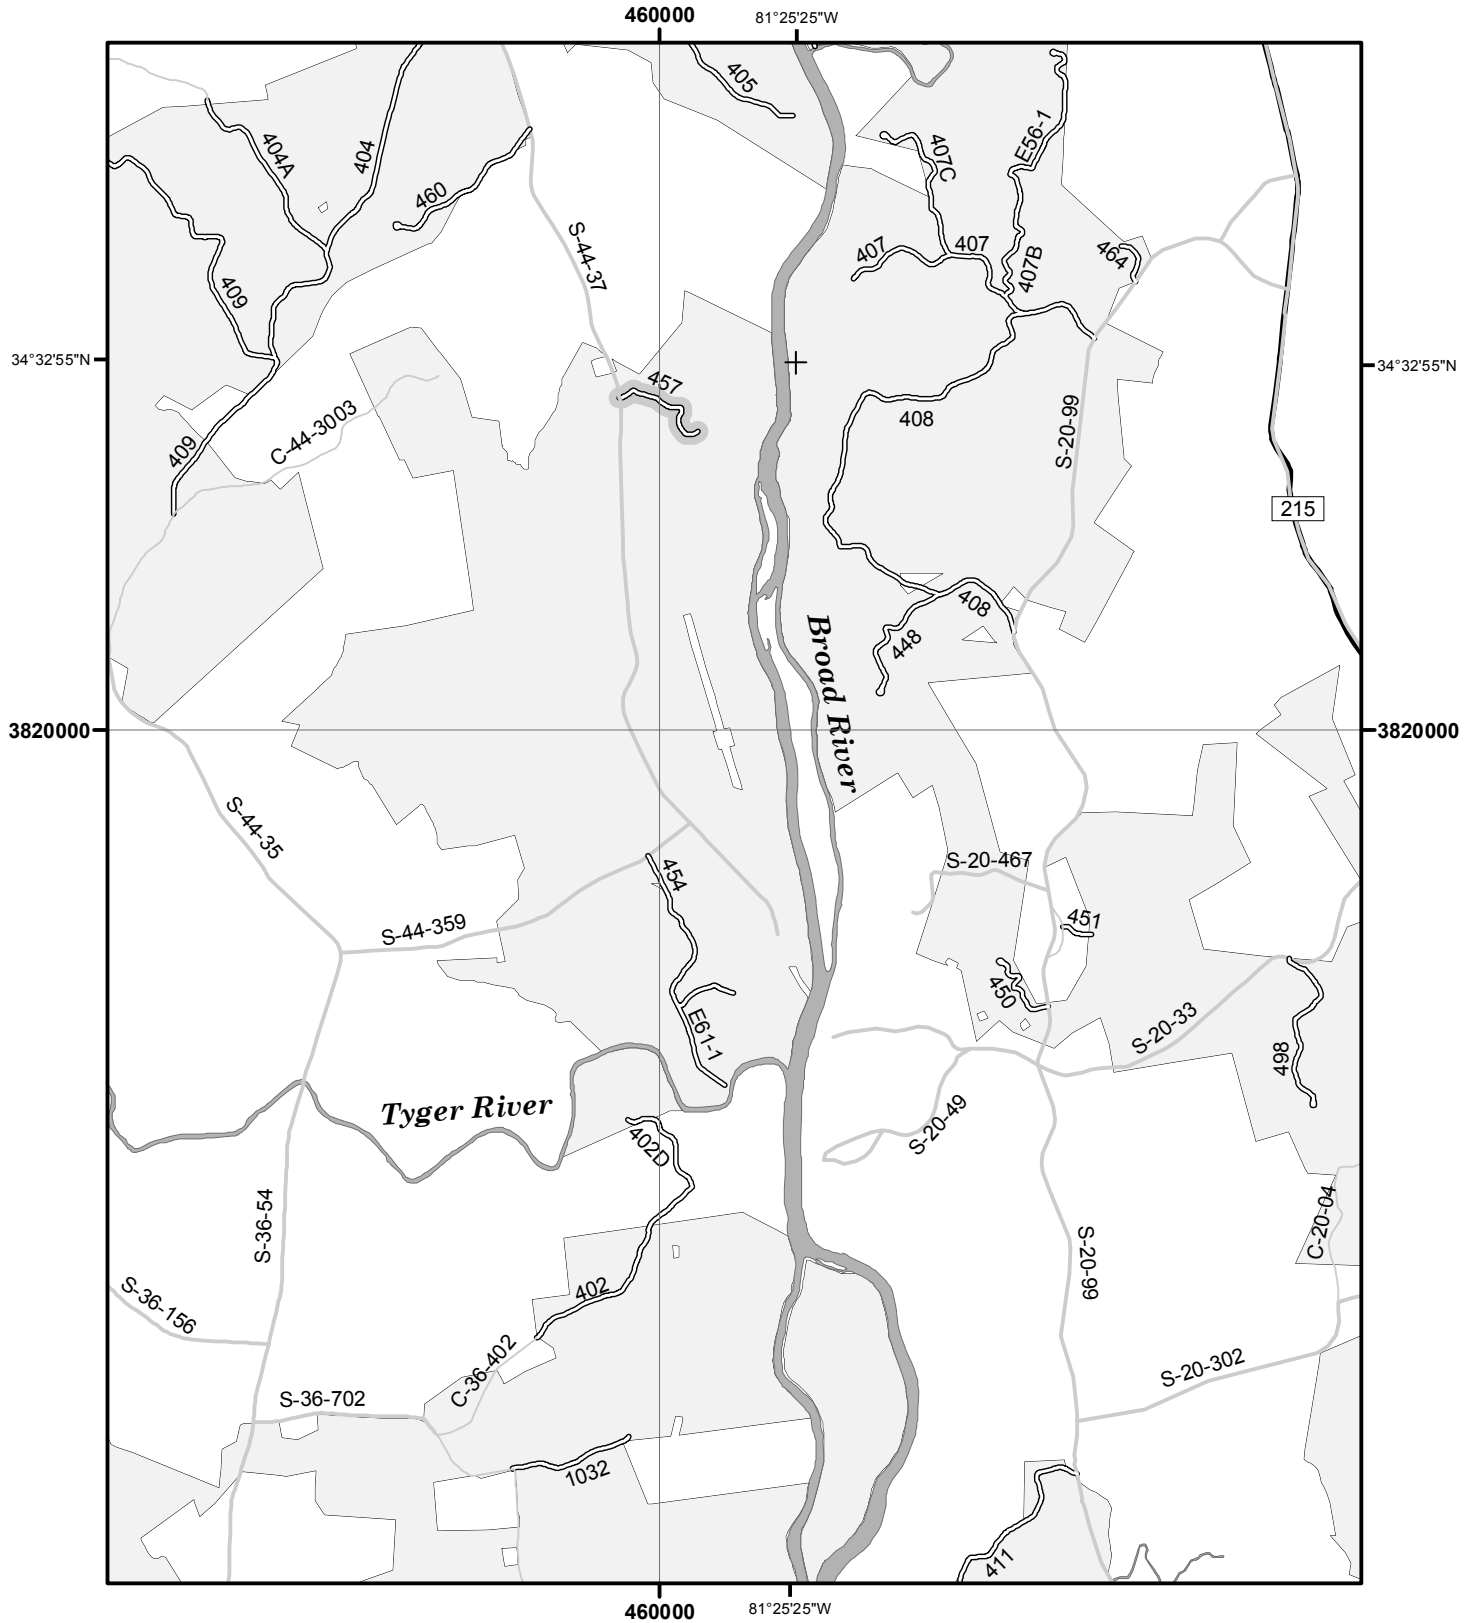 460000
81°25'25"W
405
404A
404
460
407C
E56-1
S-44-37
407
407
407B
464
409
34°32'55"N
34°32'55"N
457
408
S-20-99
C-44-3003
409
215
408
448
Broad River
3820000
3820000
S-44-35
454
S-20-467
451
S-44-359
450
E61-1
S-20-33
498
Tyger River
402D
S-20-49
S-36-54
C-20-04
S-20-99
S-36-156
402
C-36-402
S-20-302
S-36-702
1032
411
460000
81°25'25"W